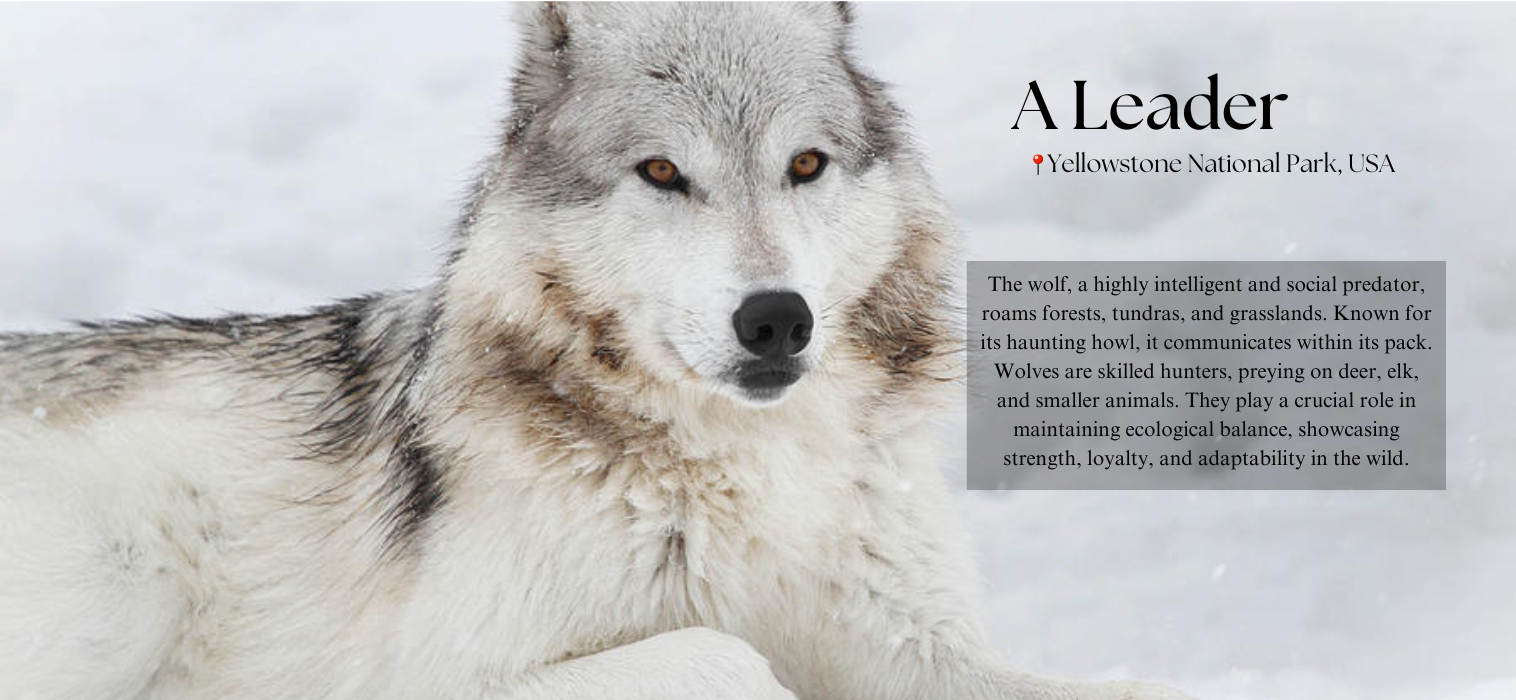 A Leader
📍Yellowstone National Park, USA
The wolf, a highly intelligent and social predator,
roams forests, tundras, and grasslands. Known for
its haunting howl, it communicates within its pack.
Wolves are skilled hunters, preying on deer, elk,
and smaller animals. They play a crucial role in
maintaining ecological balance, showcasing
strength, loyalty, and adaptability in the wild.